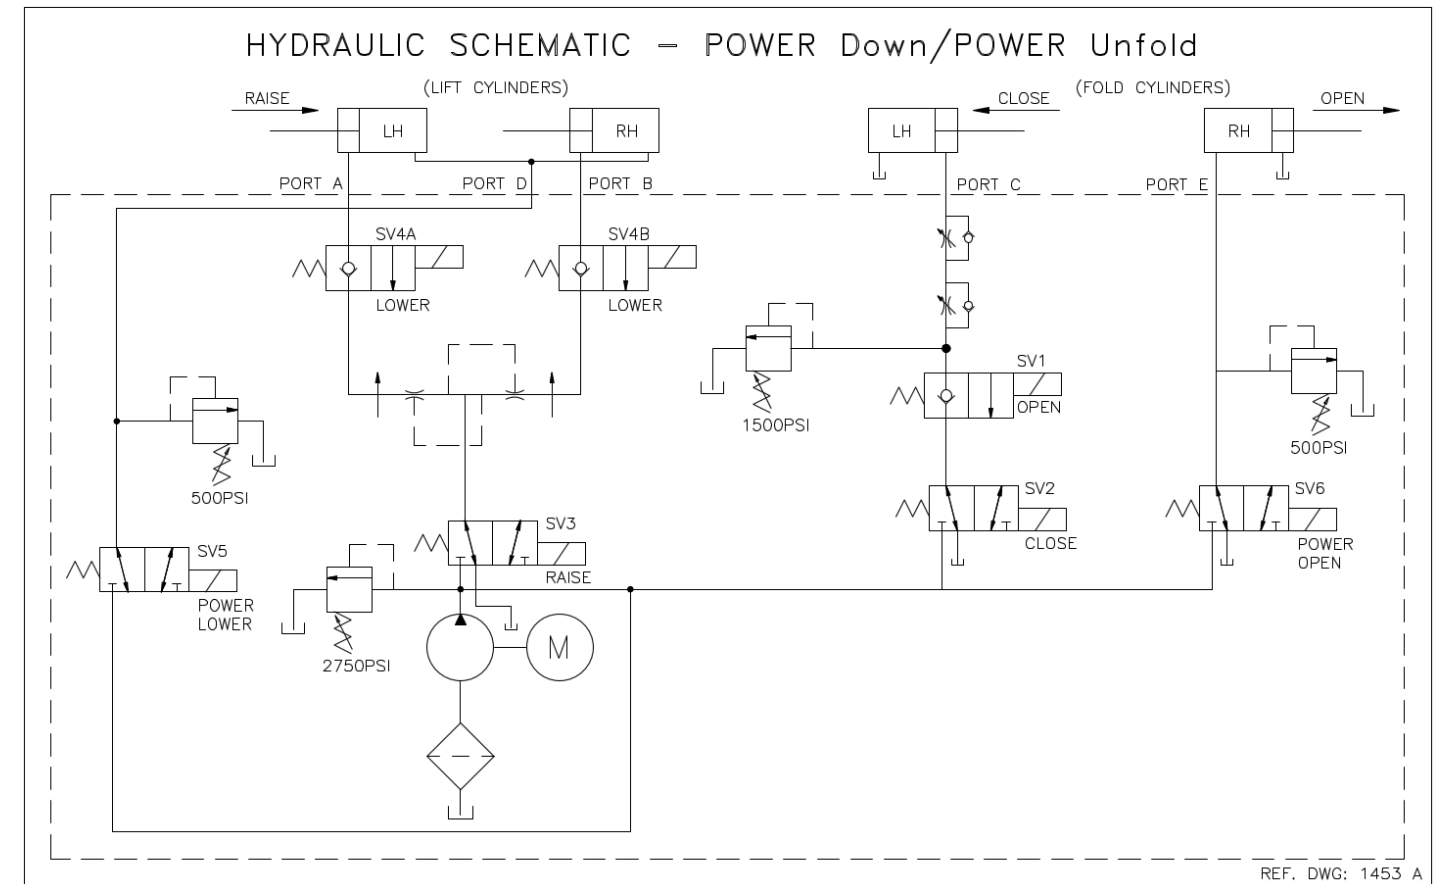 HYDRAULIC SCHEMATIC – POWER Down/POWER Unfold
(LIFT CYLINDERS)
(FOLD CYLINDERS)
RAISE
CLOSE
OPEN
LH
RH
LH
RH
PORT A
PORT D
PORT B
PORT C
PORT E
SV4A
SV4B
LOWER
LOWER
SV1
OPEN
1500PSI
500PSI
500PSI
SV2
CLOSE
SV6
POWER
OPEN
SV3
RAISE
SV5
POWER
LOWER
2750PSI
M
REF. DWG: 1453 A